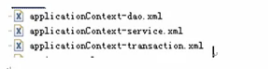 applicationContext-dao.xml
applicationContext-service.xml
applicationContext-transaction.xml